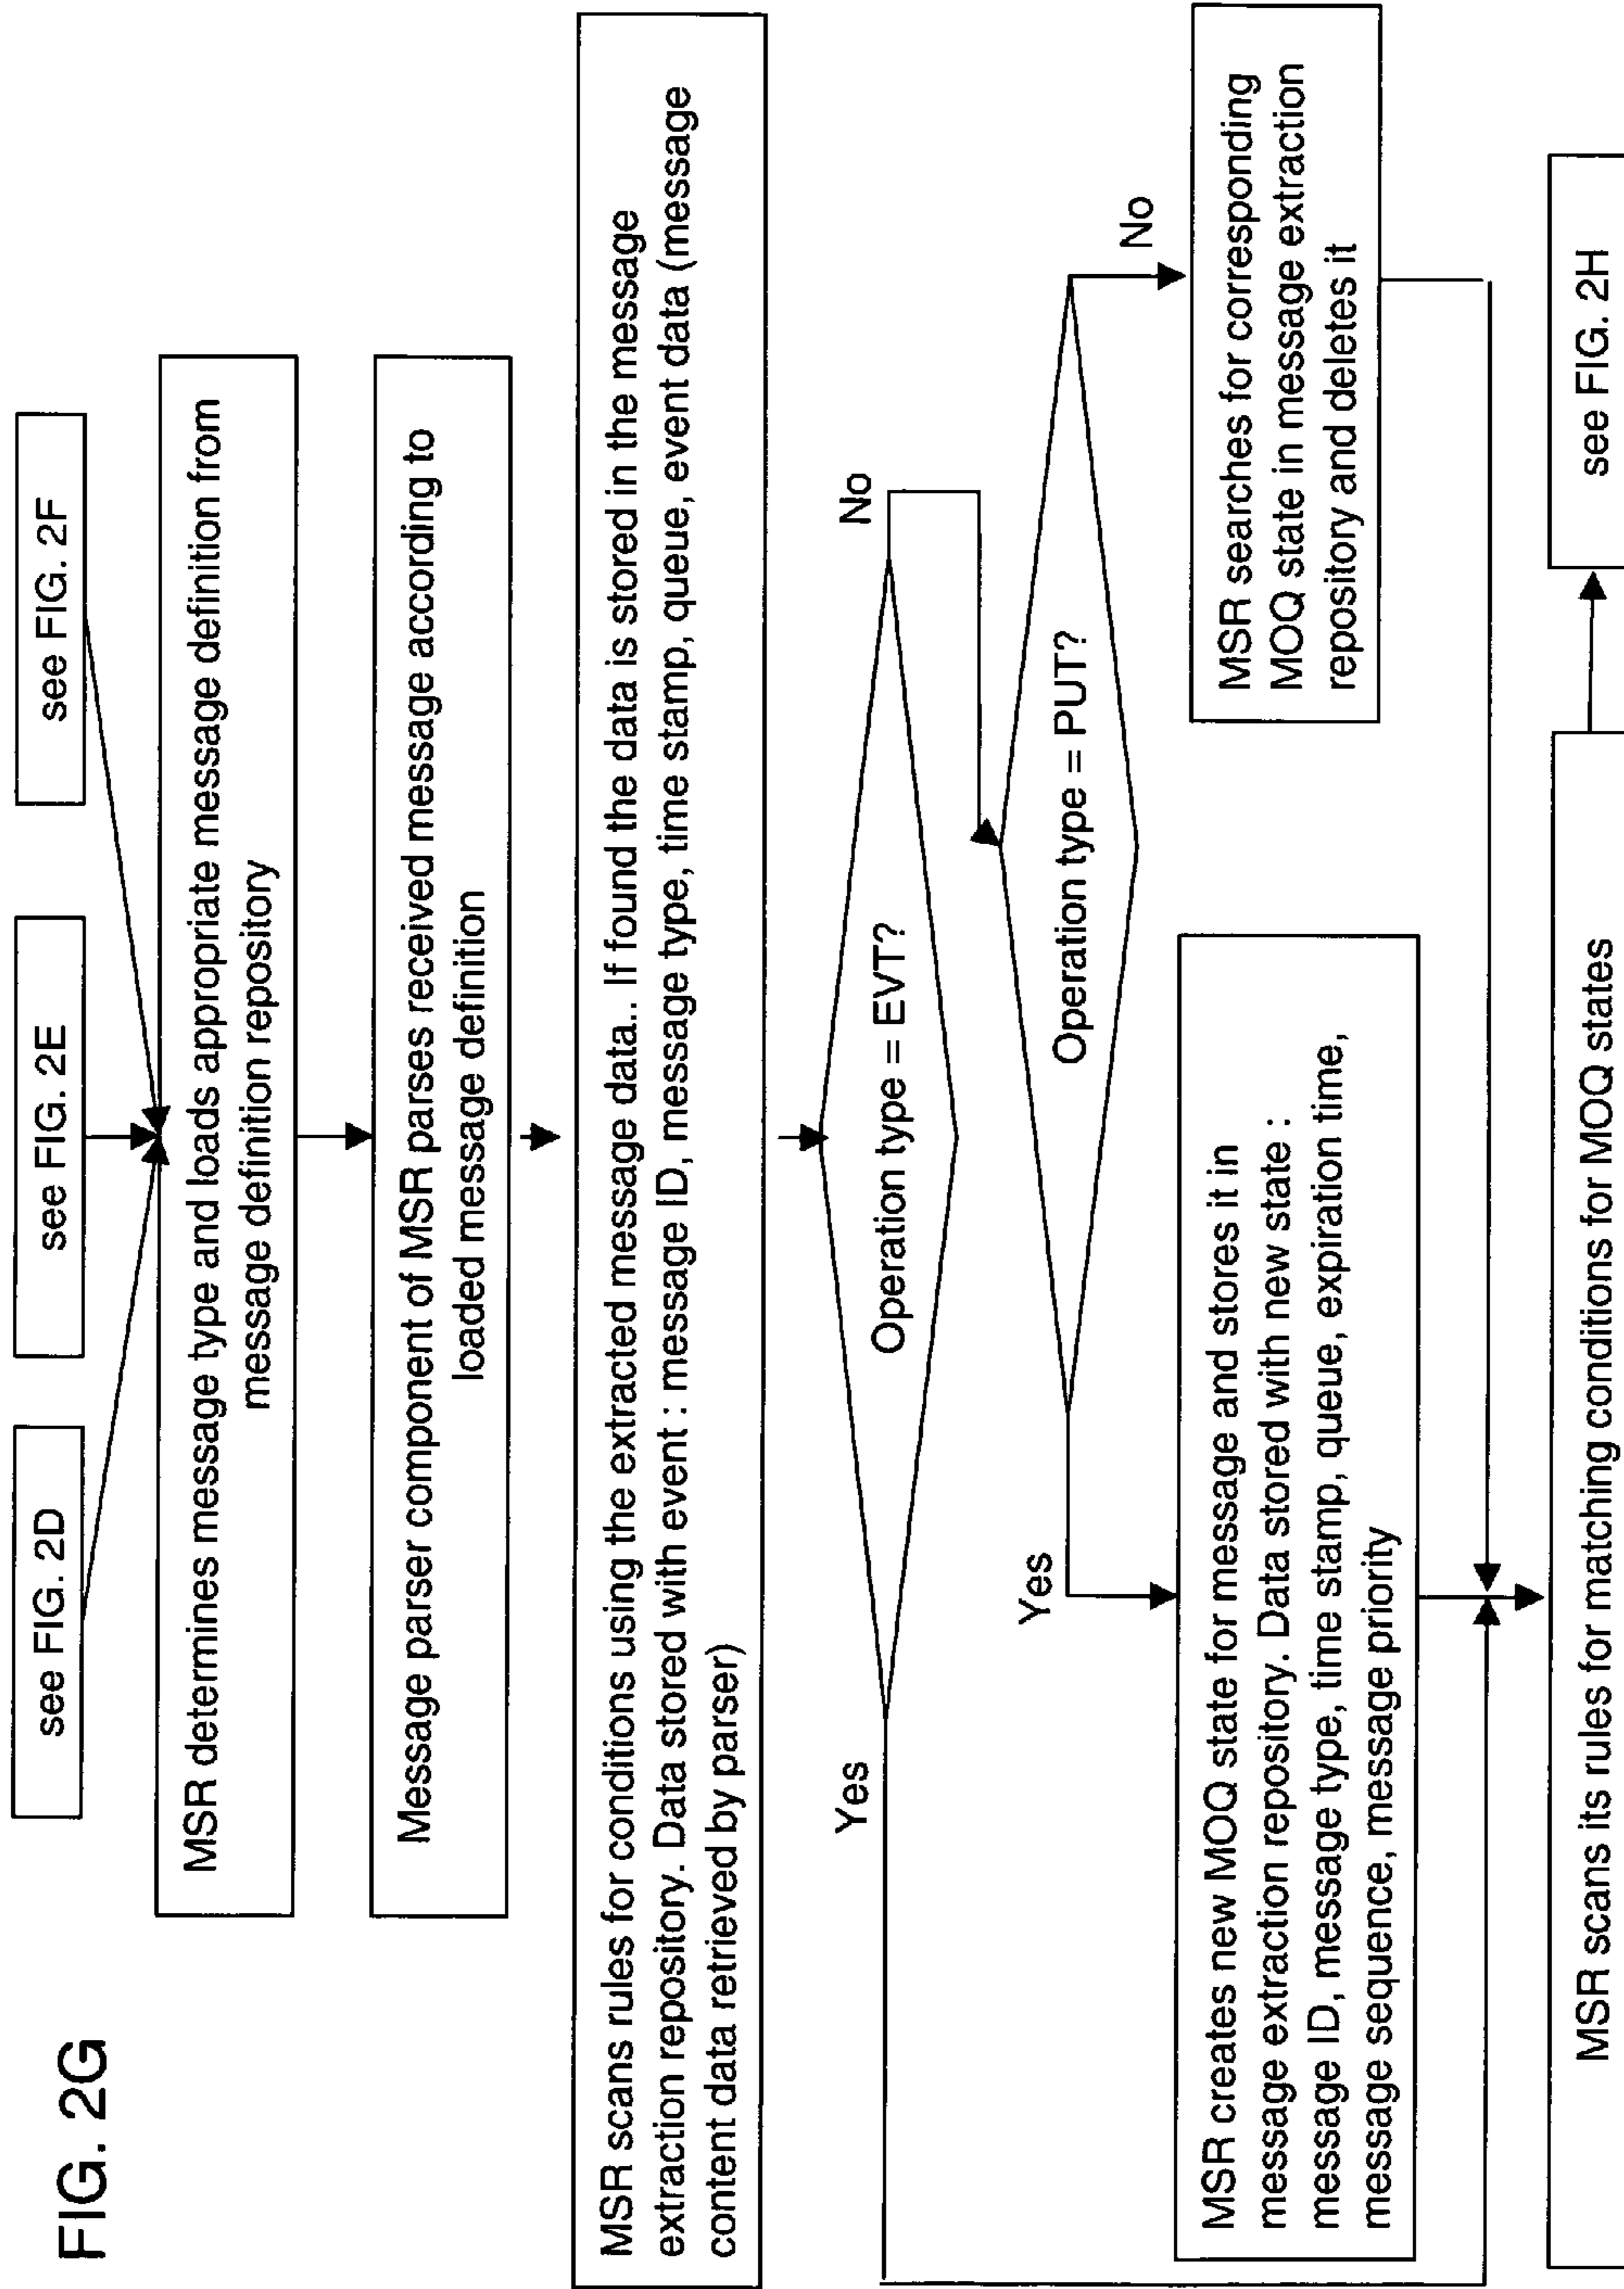 FIG. 2G
see FIG. 2D
see FIG. 2E
see FIG. 2F
MSR determines message type and loads appropriate message definition from
message definition repository
Message parser component of MSR parses received message according to
loaded message definition
MSR scans rules for conditions using the extracted message data.. If found the data is stored in the message
extraction repository. Data stored with event : message ID, message type, time stamp, queue, event data (message
content data retrieved by parser)
Yes
Operation type = EVT?
No
Yes
Operation type = PUT?
No
MSR creates new MOQ state for message and stores it in
message extraction repository. Data stored with new state :
message ID, message type, time stamp, queue, expiration time,
message sequence, message priority
MSR searches for corresponding
MOQ state in message extraction
repository and deletes it
MSR scans its rules for matching conditions for MOQ states
see FIG. 2H